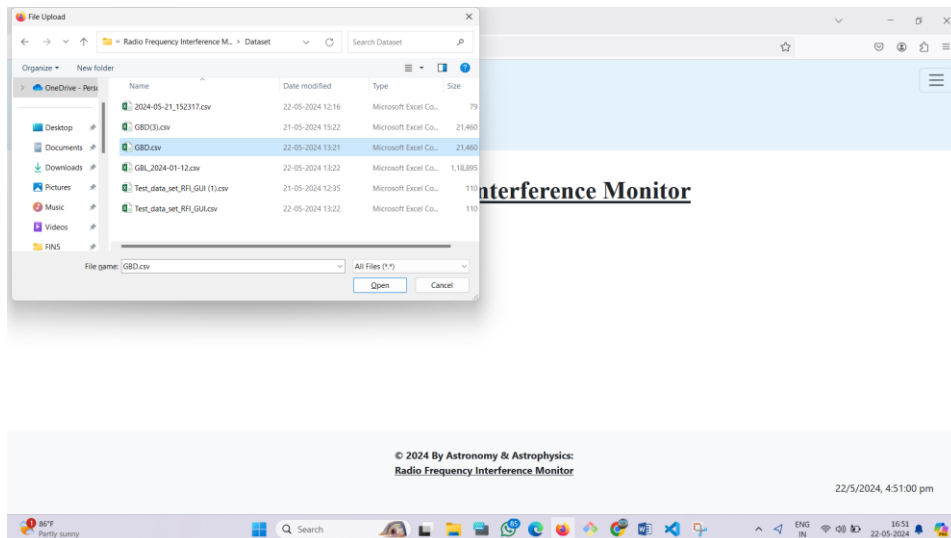 File Upload
Radio Frequency Interference M... > Dataset
Search Dataset
Organize
New folder
Name
Date modified
Type
Size
OneDrive - Perso
2024-05-21_152317.csv 22-05-2024 12:16 Microsoft Excel Co... 79
Desktop
GBD(3).csv 21-05-2024 15:22 Microsoft Excel Co... 21,460
Documents
GBD.csv 22-05-2024 13:21 Microsoft Excel Co... 21,460
Downloads
GBL_2024-01-12.csv 22-05-2024 13:22 Microsoft Excel Co... 1,18,895
Pictures
Test_data_set_RFI_GUI (1).csv 21-05-2024 12:35 Microsoft Excel Co... 110
Music
Test_data_set_RFI_GUI.csv 22-05-2024 13:22 Microsoft Excel Co... 110
Videos
FIN5
File name: GBD.csv
All Files (*.*)
Open
Cancel
nterference Monitor
© 2024 By Astronomy & Astrophysics:
Radio Frequency Interference Monitor
22/5/2024, 4:51:00 pm
86°F
Partly sunny
Search
85
ENG
IN
16:51
22-05-2024